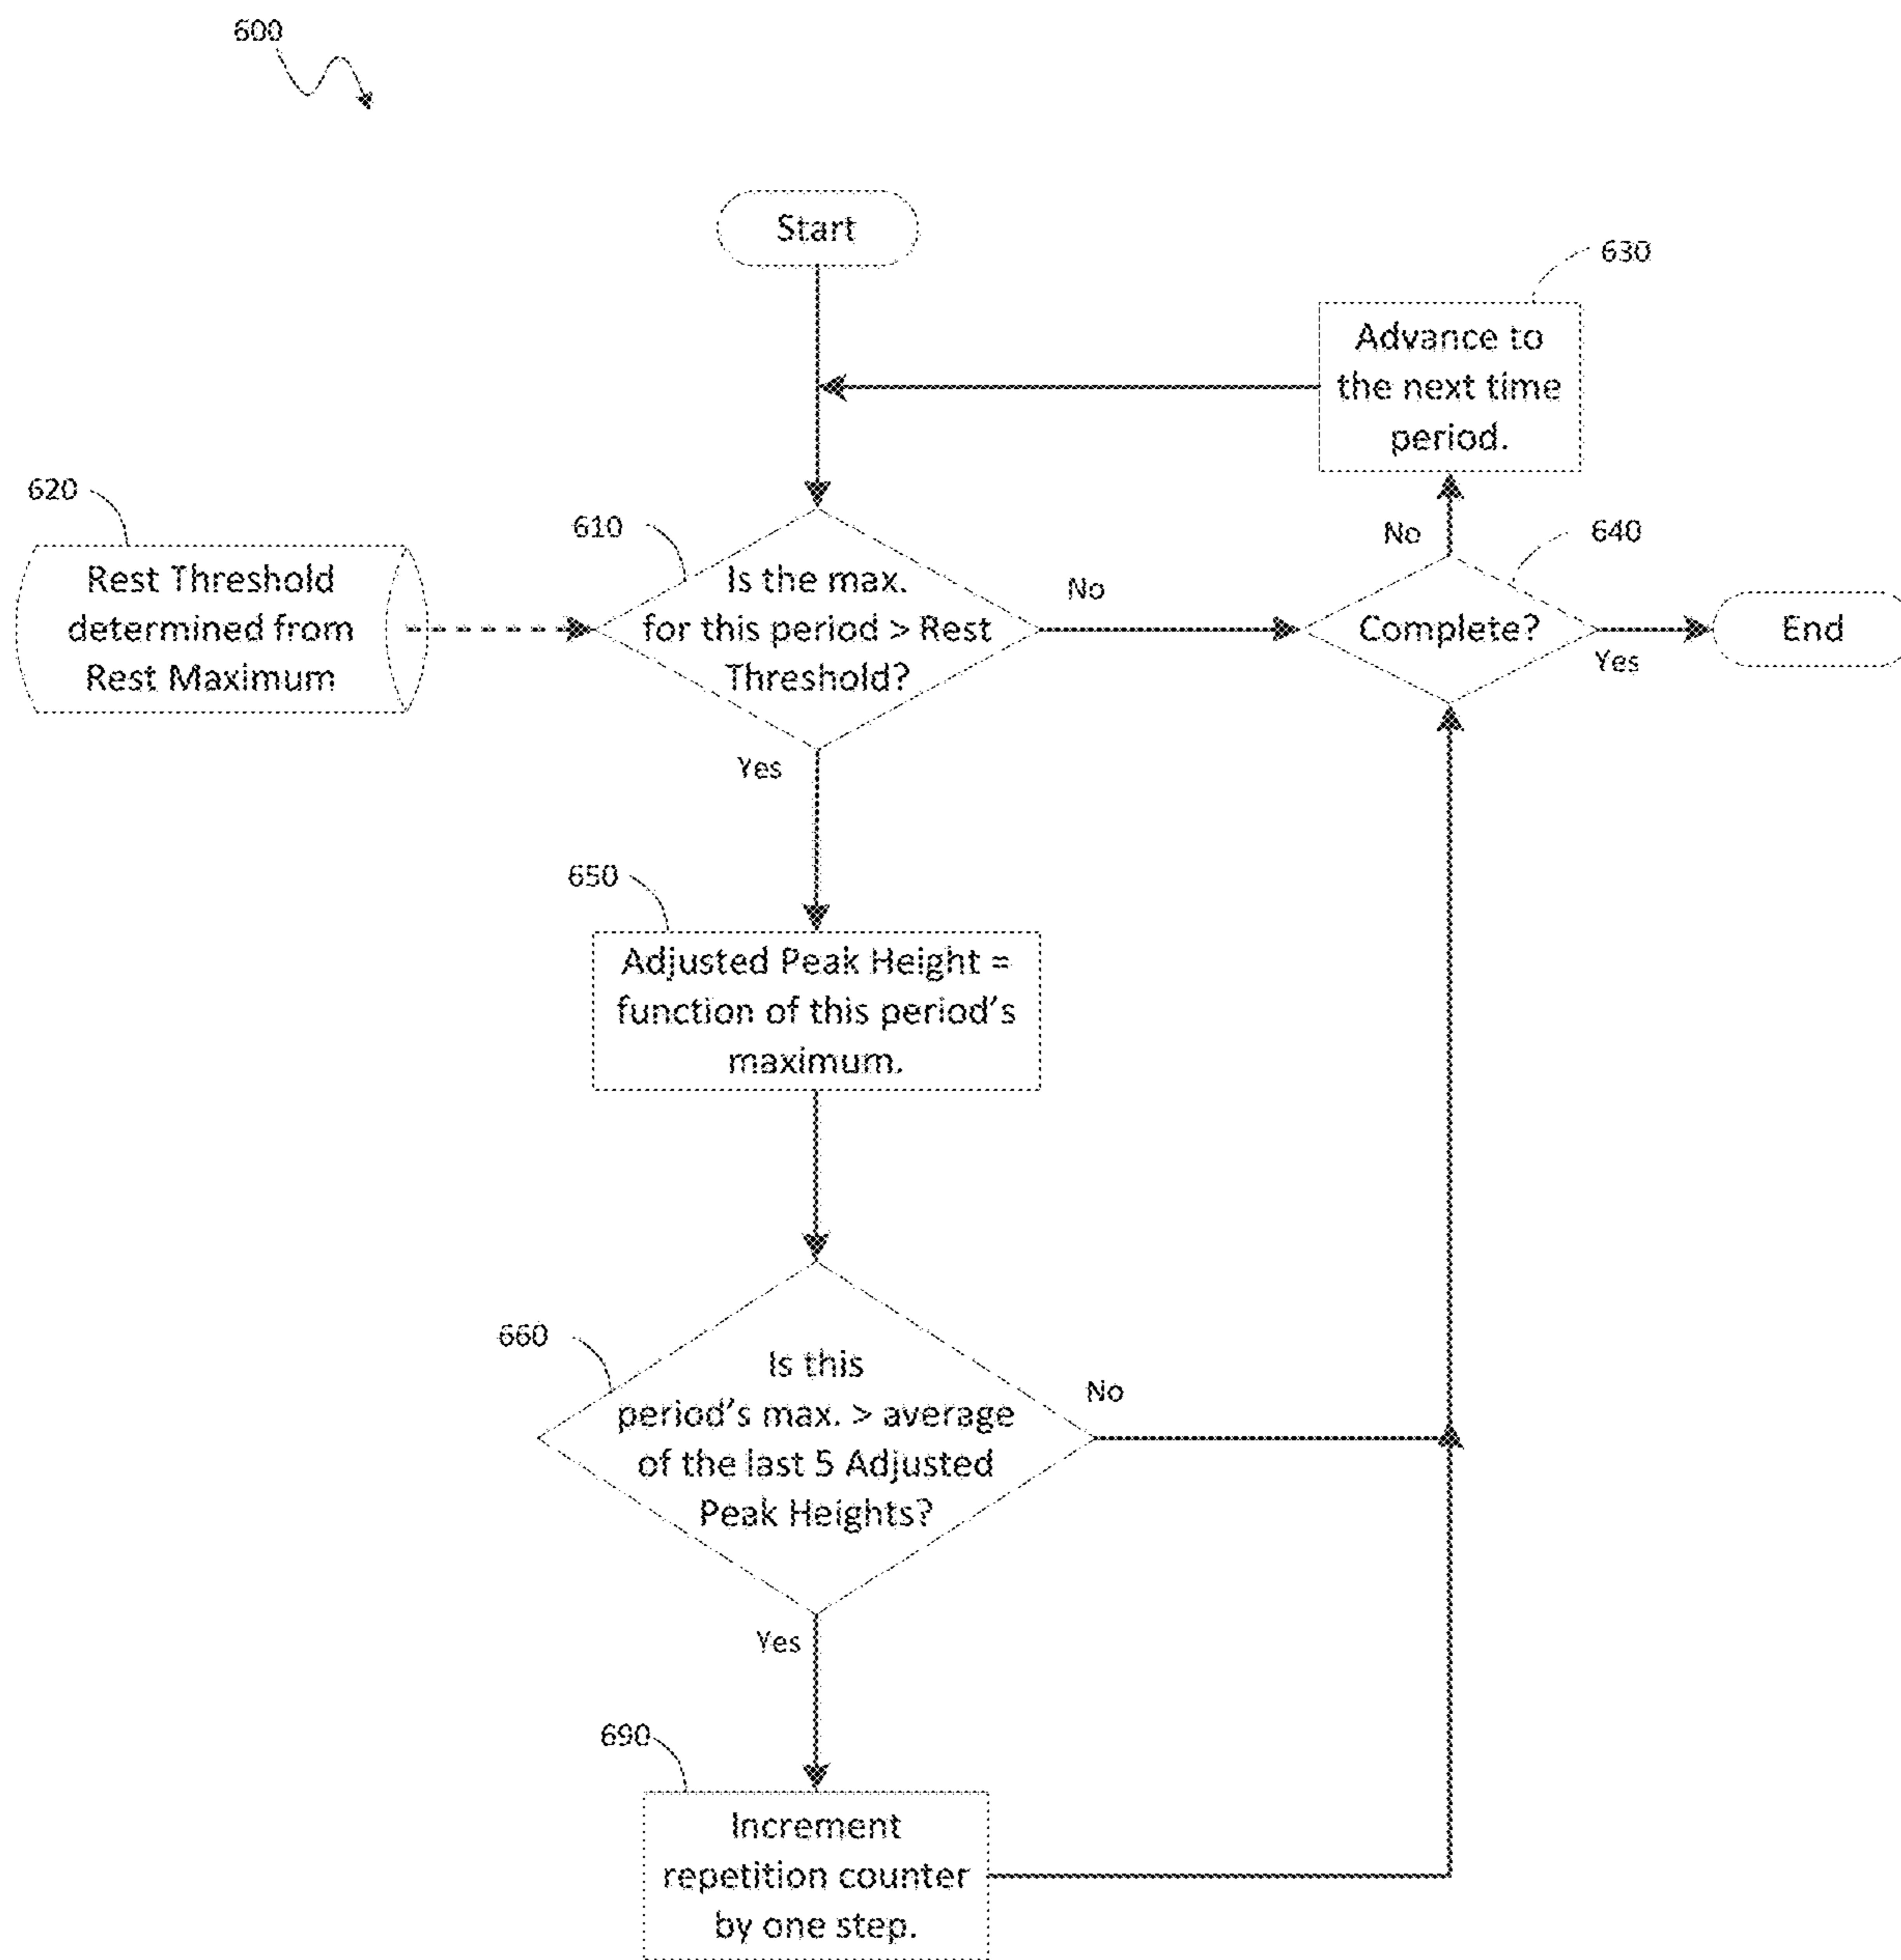 600
Start
630
Advance to
the next time
period.
620
Rest Threshold
determined from
Rest Maximum
610
Is the max.
for this period > Rest
Threshold?
No
No
640
Complete?
Yes
End
Yes
650
Adjusted Peak Height =
function of this period's
maximum.
660
Is this
period's max. > average
of the last 5 Adjusted
Peak Heights?
No
Yes
690
Increment
repetition counter
by one step.